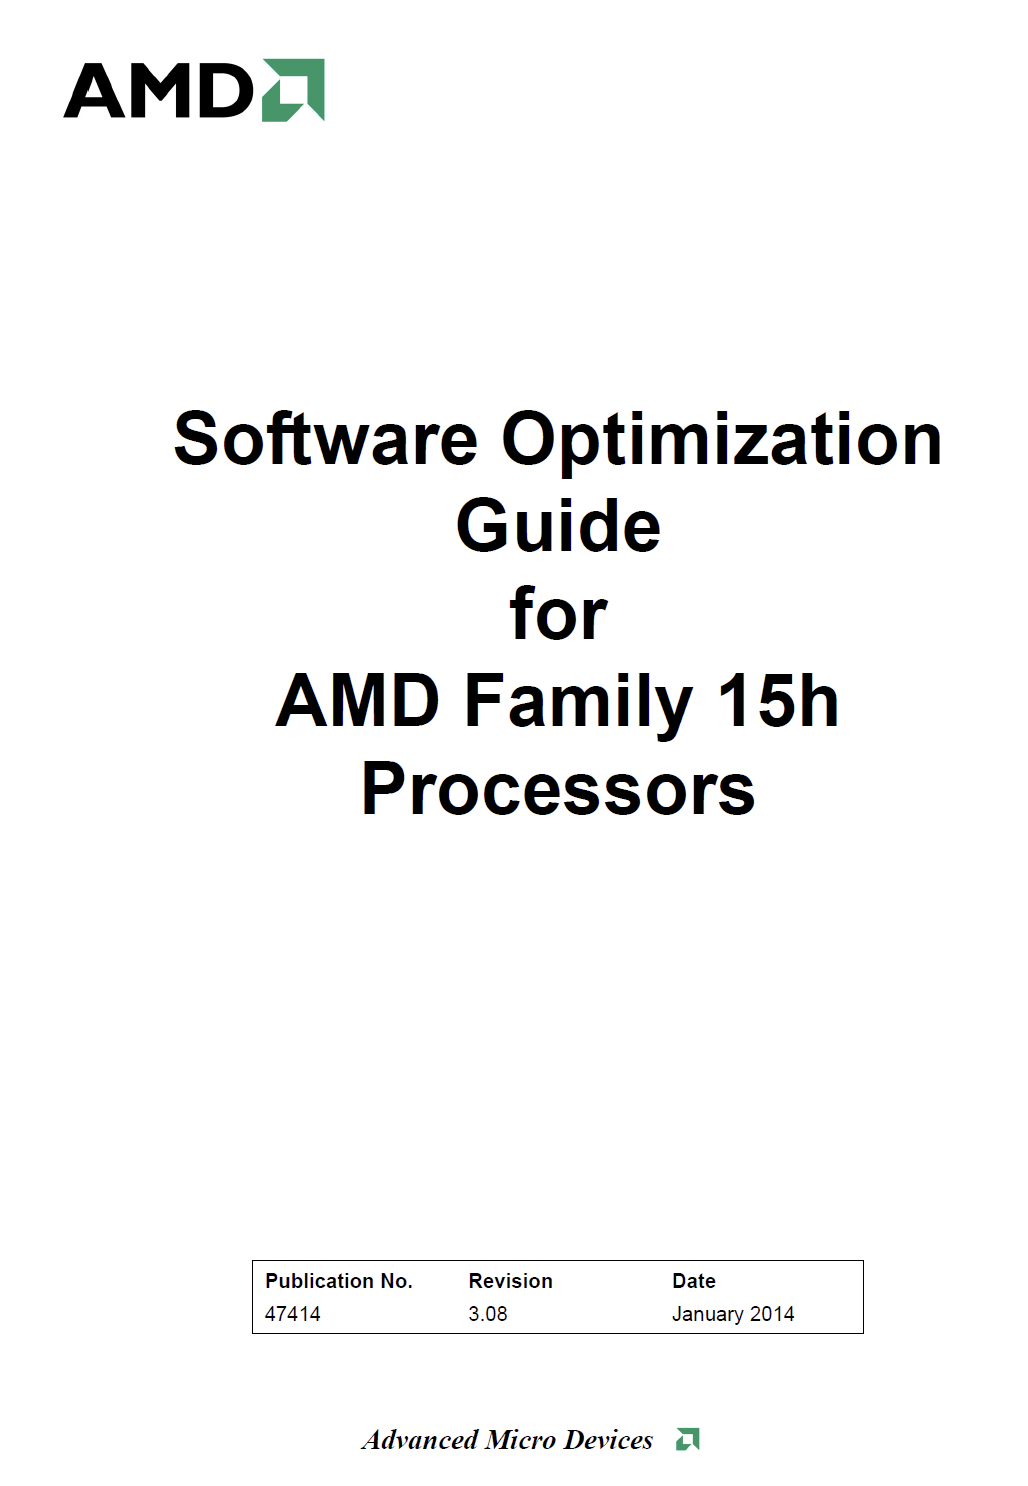 AMD
Software Optimization
Guide
for
AMD Family 15h
Processors
Publication No. Revision Date
47414 3.08 January 2014
Advanced Micro Devices